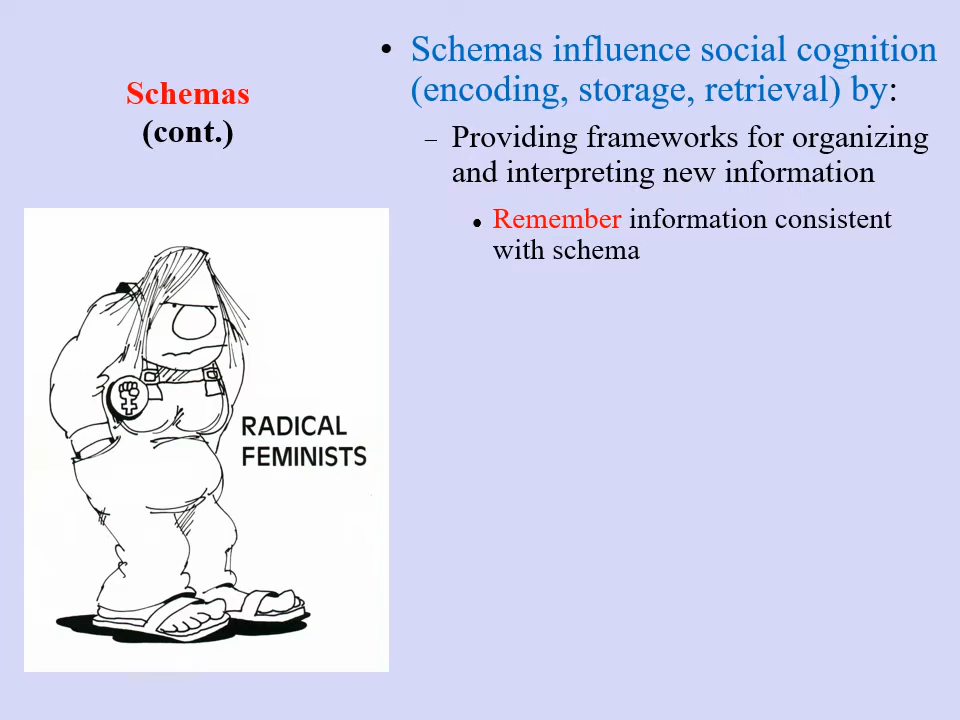 Schemas
(cont.)
• Schemas influence social cognition
(encoding, storage, retrieval) by:
– Providing frameworks for organizing
and interpreting new information
• Remember information consistent
with schema
RADICAL
FEMINISTS